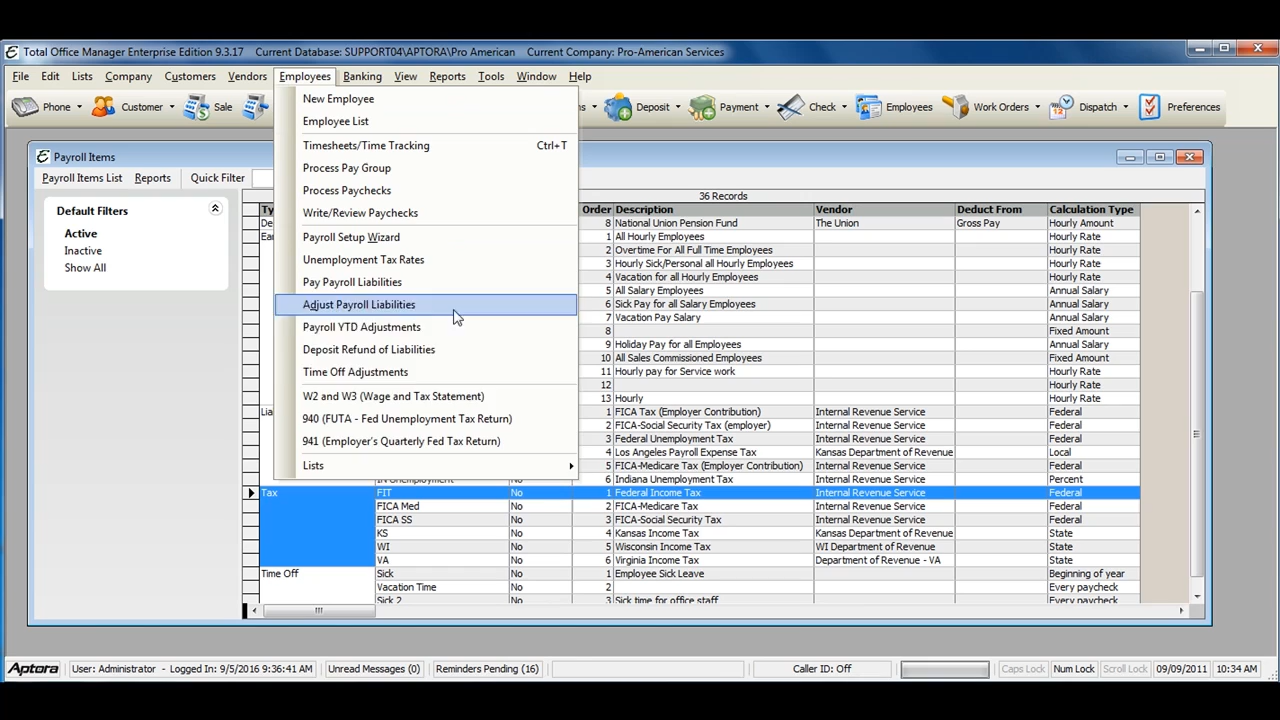 Total Office Manager Enterprise Edition 9.3.17 Current Database: SUPPORT04\APTORA\Pro American Current Company: Pro-American Services
File Edit Lists Company Customers Vendors Employees Banking View Reports Tools Window Help
Phone Customer Sale Deposit Payment Check Employees Work Orders Dispatch Preferences
New Employee
Employee List
Timesheets/Time Tracking Ctrl+T
Process Pay Group
Process Paychecks
Write/Review Paychecks
Payroll Setup Wizard
Unemployment Tax Rates
Pay Payroll Liabilities
Adjust Payroll Liabilities
Payroll YTD Adjustments
Deposit Refund of Liabilities
Time Off Adjustments
W2 and W3 (Wage and Tax Statement)
940 (FUTA - Fed Unemployment Tax Return)
941 (Employer's Quarterly Fed Tax Return)
Lists
Payroll Items
Payroll Items List Reports Quick Filter
Default Filters
Active
Inactive
Show All
36 Records
Order Description Vendor Deduct From Calculation Type
8 National Union Pension Fund The Union Gross Pay Hourly Amount
1 All Hourly Employees Hourly Rate
2 Overtime For All Full Time Employees Hourly Rate
3 Hourly Sick/Personal all Hourly Employees Hourly Rate
4 Vacation for all Hourly Employees Hourly Rate
5 All Salary Employees Annual Salary
6 Sick Pay for all Salary Employees Annual Salary
7 Vacation Pay Salary Annual Salary
8 Fixed Amount
9 Holiday Pay for all Employees Annual Salary
10 All Sales Commissioned Employees Annual Salary
11 Hourly pay for Service work Hourly Rate
12 Hourly Rate
13 Hourly Hourly Rate
1 FICA Tax (Employer Contribution) Internal Revenue Service Federal
2 FICA-Social Security Tax (employer) Internal Revenue Service Federal
3 Federal Unemployment Tax Internal Revenue Service Federal
4 Los Angeles Payroll Expense Tax Kansas Department of Revenue Local
5 FICA-Medicare Tax (Employer Contribution) Internal Revenue Service Federal
6 Indiana Unemployment Tax Internal Revenue Service Percent
Tax FIT No 1 Federal Income Tax Internal Revenue Service Federal
FICA Med No 2 FICA-Medicare Tax Internal Revenue Service Federal
FICA SS No 3 FICA-Social Security Tax Internal Revenue Service Federal
KS No 4 Kansas Income Tax Kansas Department of Revenue State
WI No 5 Wisconsin Income Tax WI Department of Revenue State
VA No 6 Virginia Income Tax Department of Revenue - VA State
Time Off Sick No 1 Employee Sick Leave Beginning of year
Vacation Time No 2 Every paycheck
Sick 2 No 3 Sick time for office staff Every paycheck
Aptora User: Administrator - Logged In: 9/5/2016 9:36:41 AM Unread Messages (0) Reminders Pending (16) Caller ID: Off Caps Lock Num Lock Scroll Lock 09/09/2011 10:34 AM